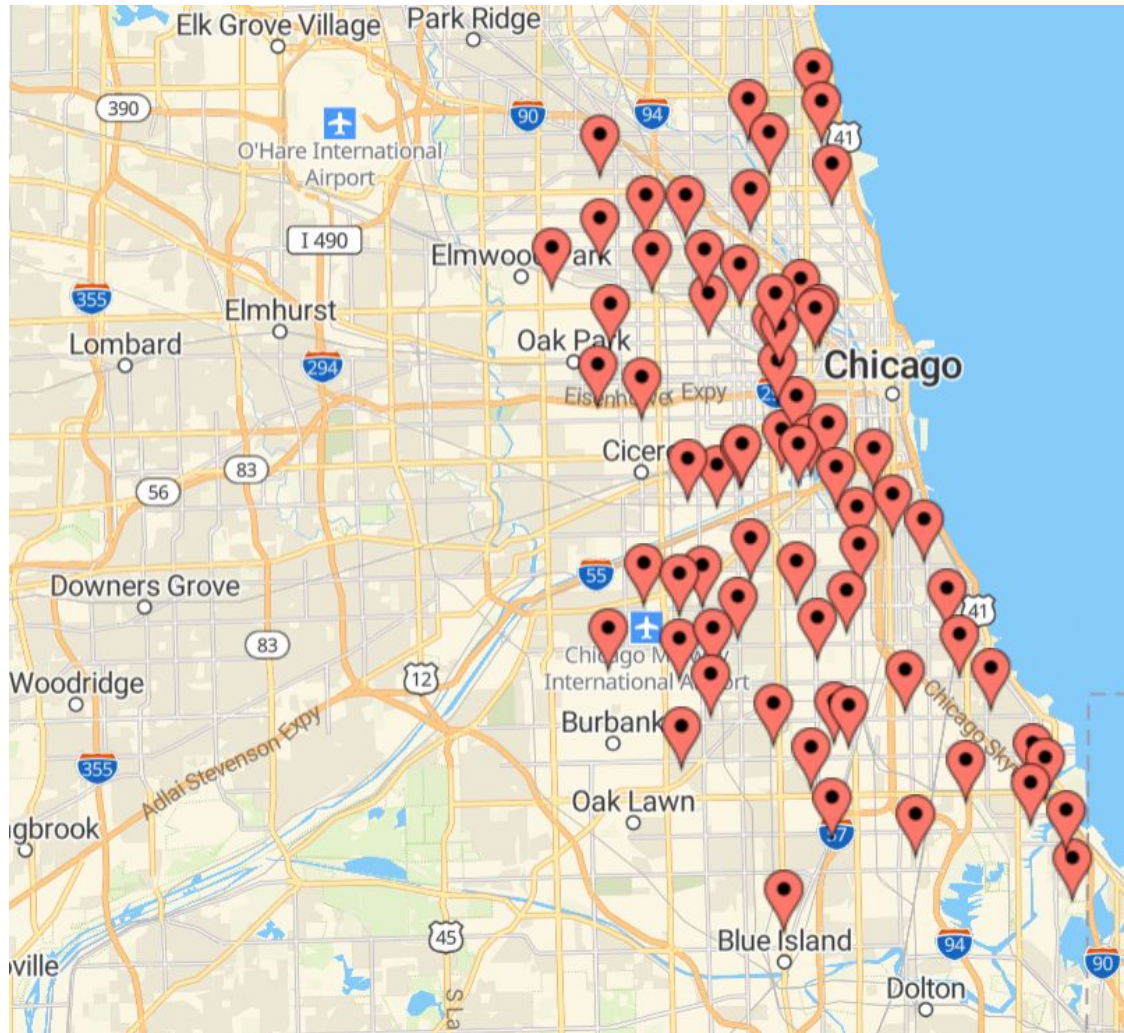 Elk Grove Village
Park Ridge
390
90
94
41
O'Hare International
Airport
I 490
Elmwood Park
355
Elmhurst
Lombard
294
Oak Park
Chicago
Eisenhower Expy
Cicero
83
56
55
Downers Grove
41
83
12
Chicago Midway
International Airport
Woodridge
Chicago Sky
Burbank
355
Adlai Stevenson Expy
Oak Lawn
57
45
Blue Island
94
90
Dolton
S La